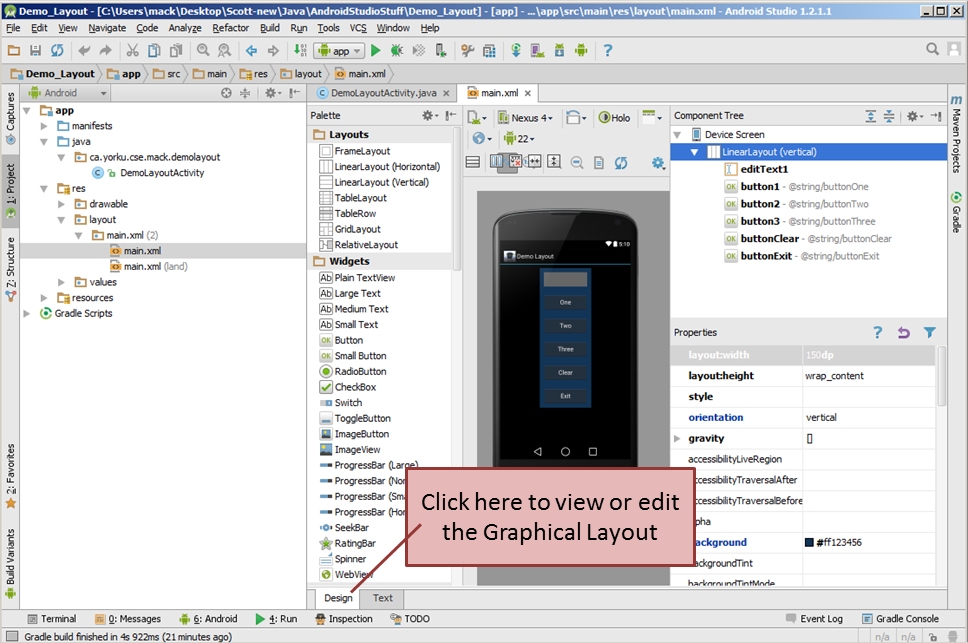 Demo_Layout - [C:\Users\mack\Desktop\Scott-new\Java\AndroidStudioStuff\Demo_Layout] - [app] - ...\app\src\main\res\layout\main.xml - Android Studio 1.2.1.1
File Edit View Navigate Code Analyze Refactor Build Run Tools VCS Window Help
app
Demo_Layout app src main res layout main.xml
Captures
1: Project
Z: Structure
2: Favorites
Build Variants
Android
app
manifests
java
ca.yorku.cse.mack.demolayout
DemoLayoutActivity
res
drawable
layout
main.xml (2)
main.xml
main.xml (land)
values
resources
Gradle Scripts
DemoLayoutActivity.java
main.xml
Palette
Layouts
FrameLayout
LinearLayout (Horizontal)
LinearLayout (Vertical)
TableLayout
TableRow
GridLayout
RelativeLayout
Widgets
Ab Plain TextView
Ab Large Text
Ab Medium Text
Ab Small Text
OK Button
OK Small Button
RadioButton
CheckBox
Switch
ToggleButton
ImageButton
ImageView
ProgressBar (Large)
ProgressBar (Nor
ProgressBar (Sma
ProgressBar (Hor
SeekBar
RatingBar
Spinner
WebView
Nexus 4
Holo
22
5:10
Demo Layout
One
Two
Three
Clear
Exit
Click here to view or edit
the Graphical Layout
Design Text
Component Tree
Device Screen
LinearLayout (vertical)
editText1
OK button1 - @string/buttonOne
OK button2 - @string/buttonTwo
OK button3 - @string/buttonThree
OK buttonClear - @string/buttonClear
OK buttonExit - @string/buttonExit
Properties
layout:width 150dp
layout:height wrap_content
style
orientation vertical
gravity []
accessibilityLiveRegion
accessibilityTraversalAfter
accessibilityTraversalBefore
alpha
background #ff123456
backgroundTint
backgroundTintMode
Maven Projects
Gradle
Terminal 0: Messages 6: Android 4: Run Inspection TODO Event Log Gradle Console
Gradle build finished in 4s 922ms (21 minutes ago) n/a n/a